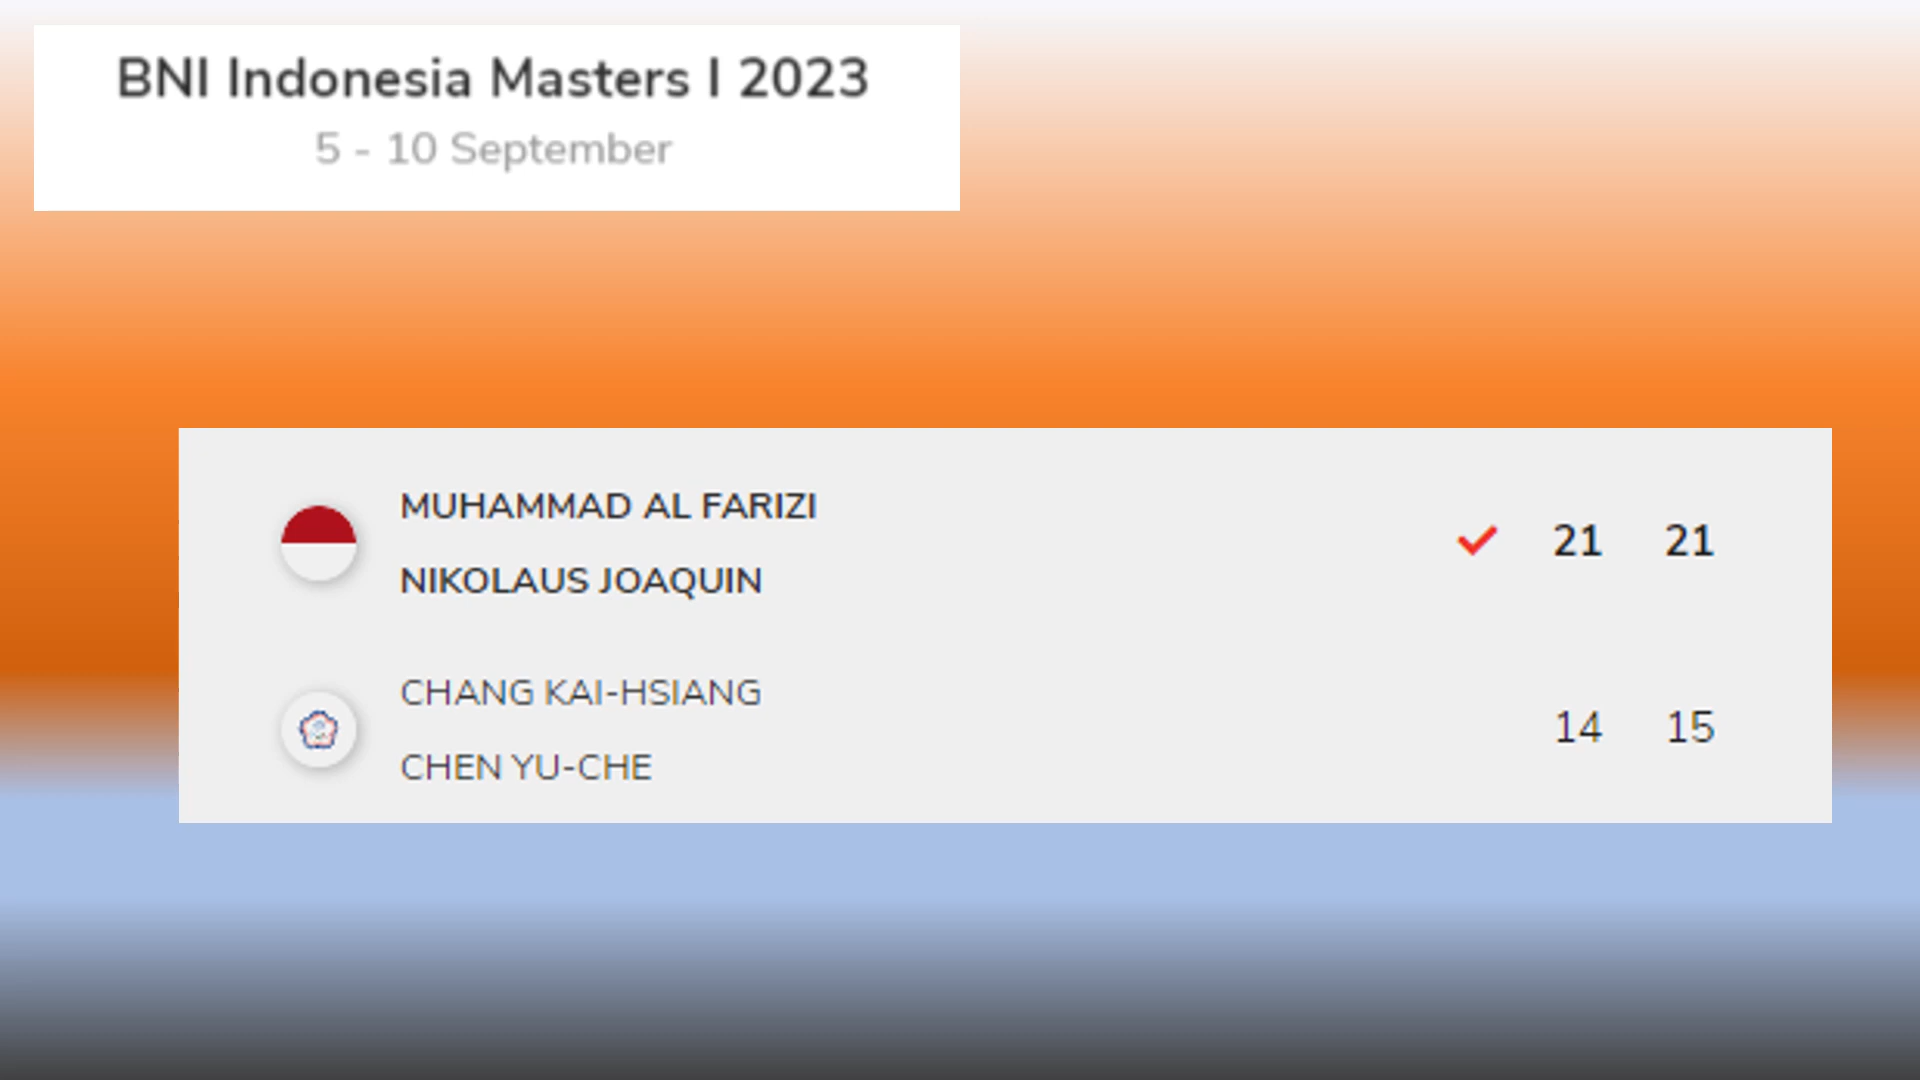 BNI Indonesia Masters I 2023
5 - 10 September
MUHAMMAD AL FARIZI
NIKOLAUS JOAQUIN
21 21
CHANG KAI-HSIANG
CHEN YU-CHE
14 15